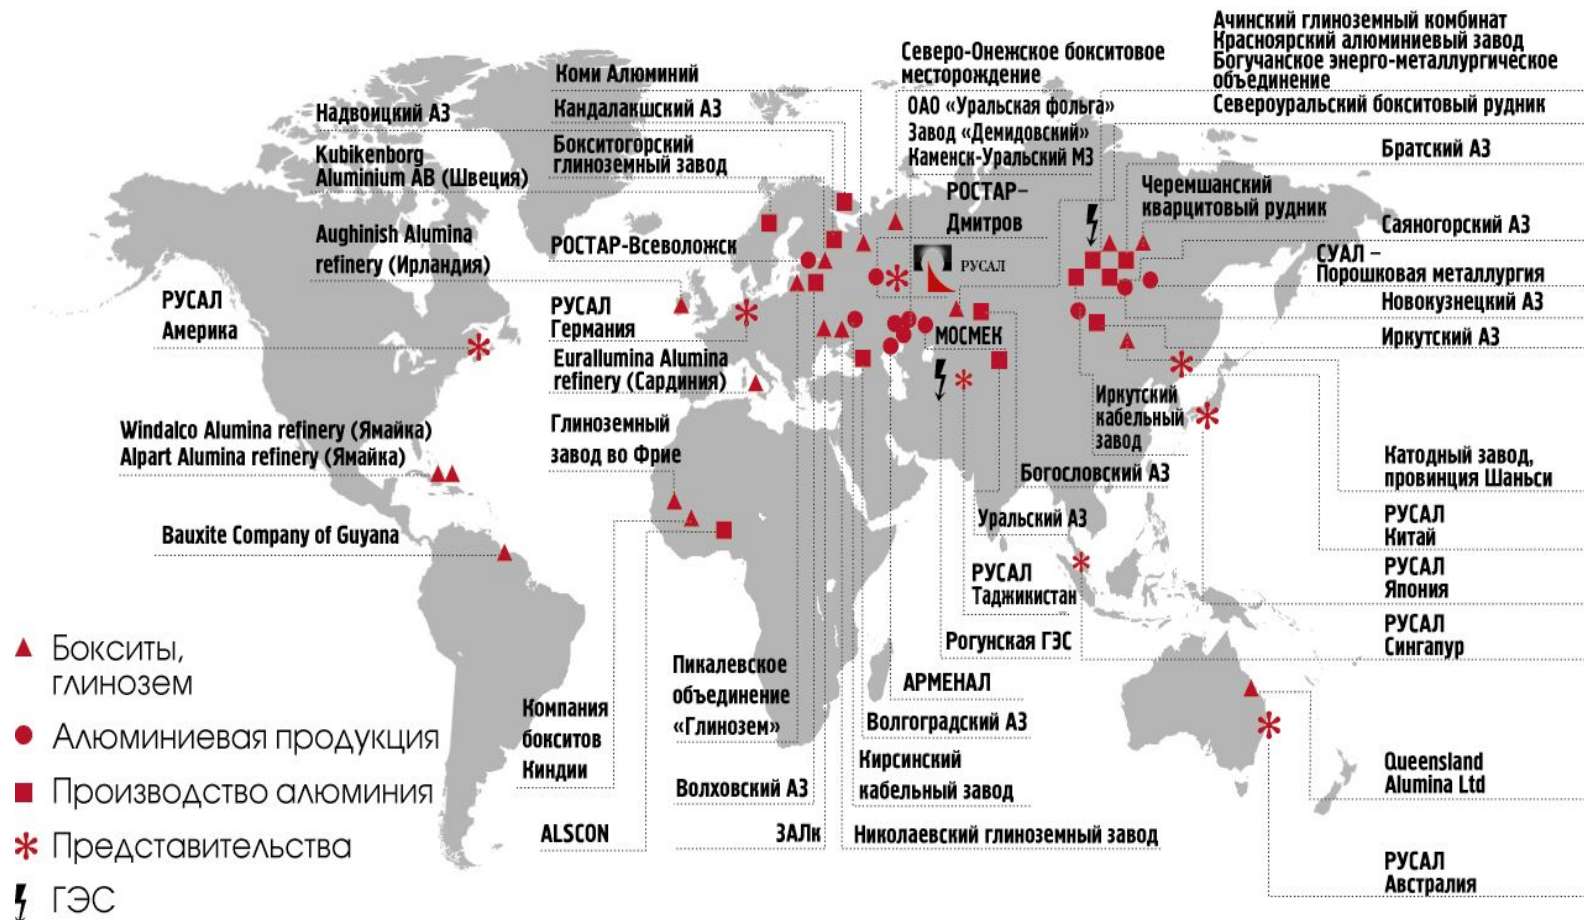 Ачинский глиноземный комбинат
Красноярский алюминиевый завод
Богучанское энерго-металлургическое
объединение
Североуральский бокситовый рудник
Северо-Онежское бокситовое
месторождение
Коми Алюминий
Надвоицкий АЗ
Кандалакшский АЗ
ОАО «Уральская фольга»
Завод «Демидовский»
Каменск-Уральский МЗ
Бокситогорский
глиноземный завод
Kubikenborg
Aluminium AB (Швеция)
Братский АЗ
Черемшанский
кварцитовый рудник
РОСТАР–
Дмитров
Саяногорский АЗ
Aughinish Alumina
refinery (Ирландия)
РОСТАР-Всеволожск
РУСАЛ
СУАЛ –
Порошковая металлургия
РУСАЛ
Америка
РУСАЛ
Германия
Новокузнецкий АЗ
МОСМЕК
Иркутский АЗ
Eurallumina Alumina
refinery (Сардиния)
Иркутский
кабельный
завод
Windalco Alumina refinery (Ямайка)
Alpart Alumina refinery (Ямайка)
Глиноземный
завод во Фрие
Богословский АЗ
Катодный завод,
провинция Шаньси
Уральский АЗ
РУСАЛ
Китай
Bauxite Company of Guyana
РУСАЛ
Таджикистан
РУСАЛ
Япония
Рогунская ГЭС
РУСАЛ
Сингапур
Бокситы,
глинозем
Алюминиевая продукция
Производство алюминия
Представительства
ГЭС
Компания
бокситов
Киндии
ALSCON
Пикалевское
объединение
«Глинозем»
Волховский АЗ
ЗАЛк
АРМЕНАЛ
Волгоградский АЗ
Кирсинский
кабельный завод
Николаевский глиноземный завод
Queensland
Alumina Ltd
РУСАЛ
Австралия